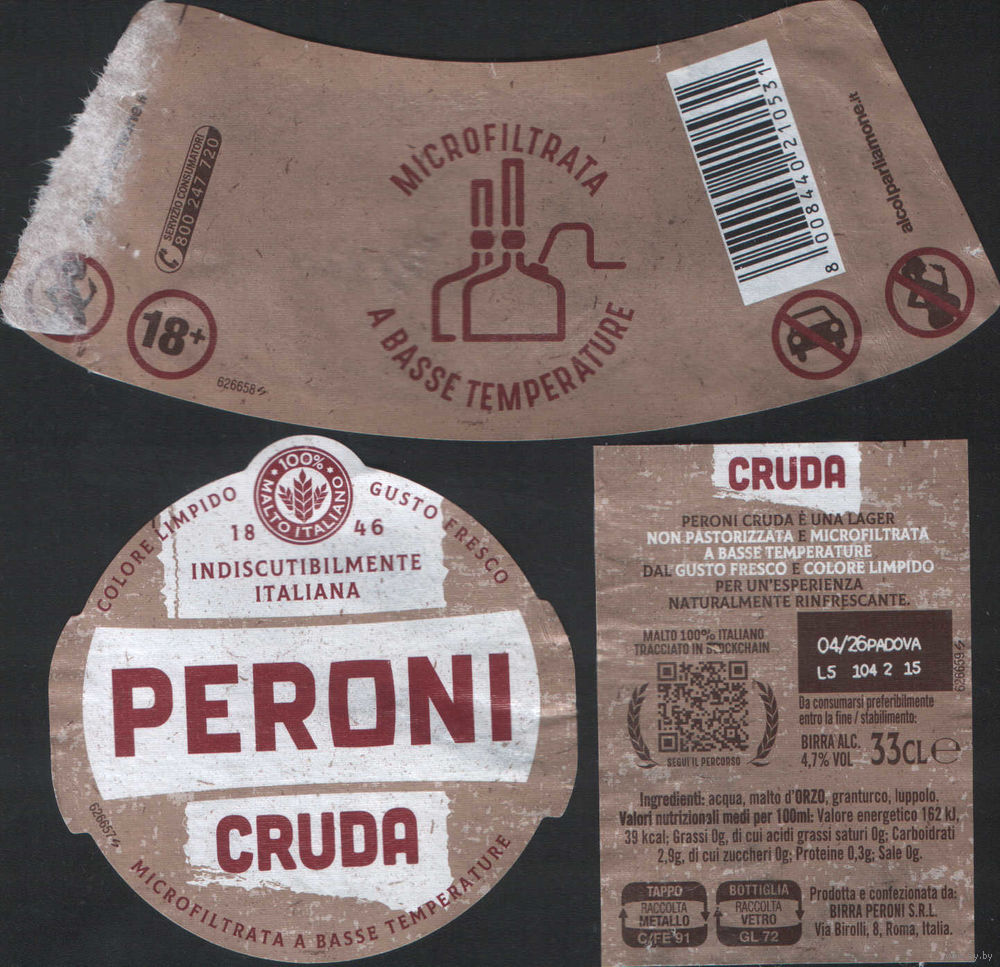 SERVIZIO CONSUMATORI
800 247 720
18+
626658
MICROFILTRATA
A BASSE TEMPERATURE
8 008440 210531
alcolparliamone.it
COLORE LIMPIDO
100%
MALTO ITALIANO
GUSTO FRESCO
18 46
INDISCUTIBILMENTE
ITALIANA
PERONI
CRUDA
626657
MICROFILTRATA A BASSE TEMPERATURE
CRUDA
PERONI CRUDA È UNA LAGER
NON PASTORIZZATA E MICROFILTRATA
A BASSE TEMPERATURE
DAL GUSTO FRESCO E COLORE LIMPIDO
PER UN'ESPERIENZA
NATURALMENTE RINFRESCANTE.
MALTO 100% ITALIANO
TRACCIATO IN BLOCKCHAIN
SEGUI IL PERCORSO
04/26PADOVA
L5 104 2 15
626659
Da consumarsi preferibilmente
entro la fine / stabilimento:
BIRRA ALC.
4,7% VOL
33CL e
Ingredienti: acqua, malto d'ORZO, granturco, luppolo.
Valori nutrizionali medi per 100ml: Valore energetico 162 kJ,
39 kcal; Grassi 0g, di cui acidi grassi saturi 0g; Carboidrati
2,9g, di cui zuccheri 0g; Proteine 0,3g; Sale 0g.
TAPPO
RACCOLTA
METALLO
C/FE 91
BOTTIGLIA
RACCOLTA
VETRO
GL 72
Prodotta e confezionata da:
BIRRA PERONI S.R.L.
Via Birolli, 8, Roma, Italia.